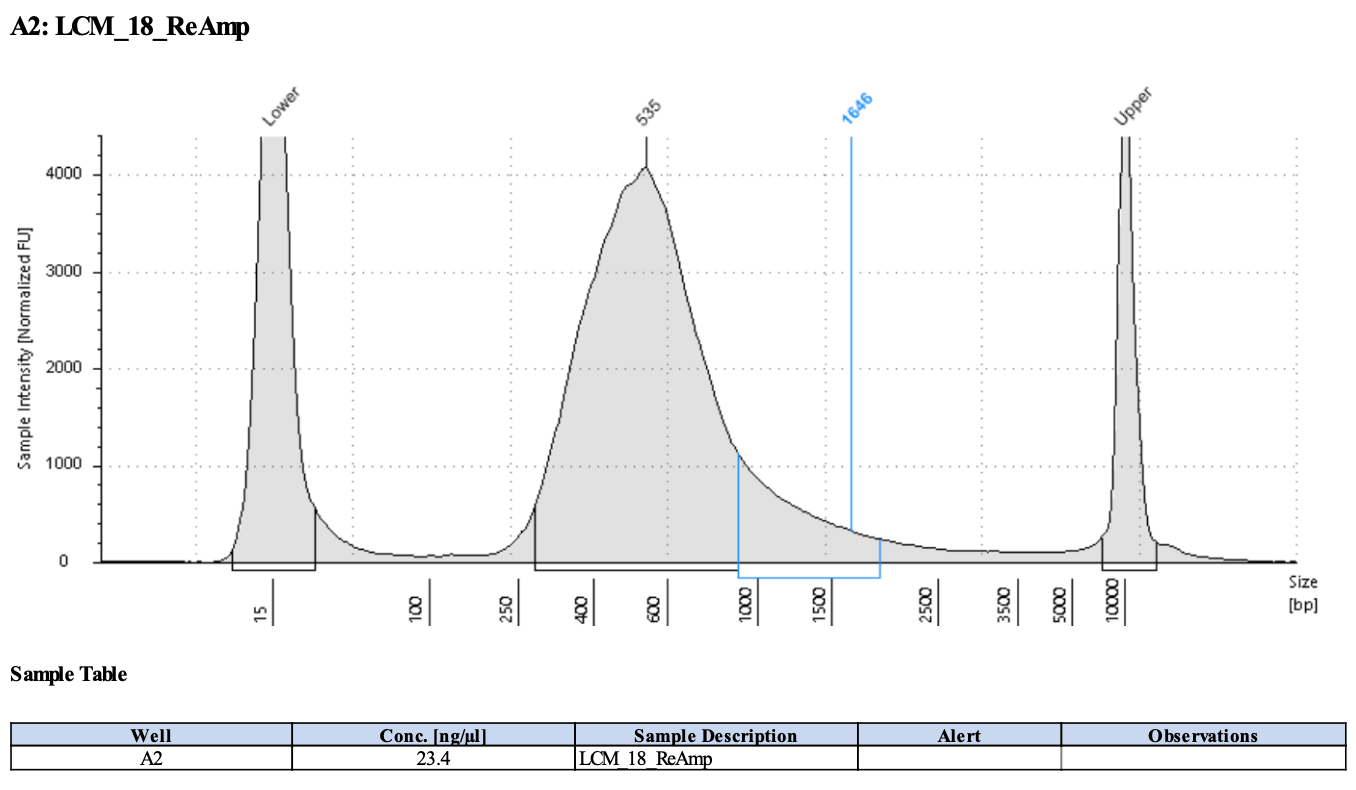 A2: LCM_18_ReAmp
Lower
535
1646
Upper
Sample Intensity [Normalized FU]
4000
3000
2000
1000
0
15
100
250
400
600
1000
1500
2500
3500
5000
10000
Size
[bp]
Sample Table
Well Conc. [ng/µl] Sample Description Alert Observations
A2 23.4 LCM_18_ReAmp